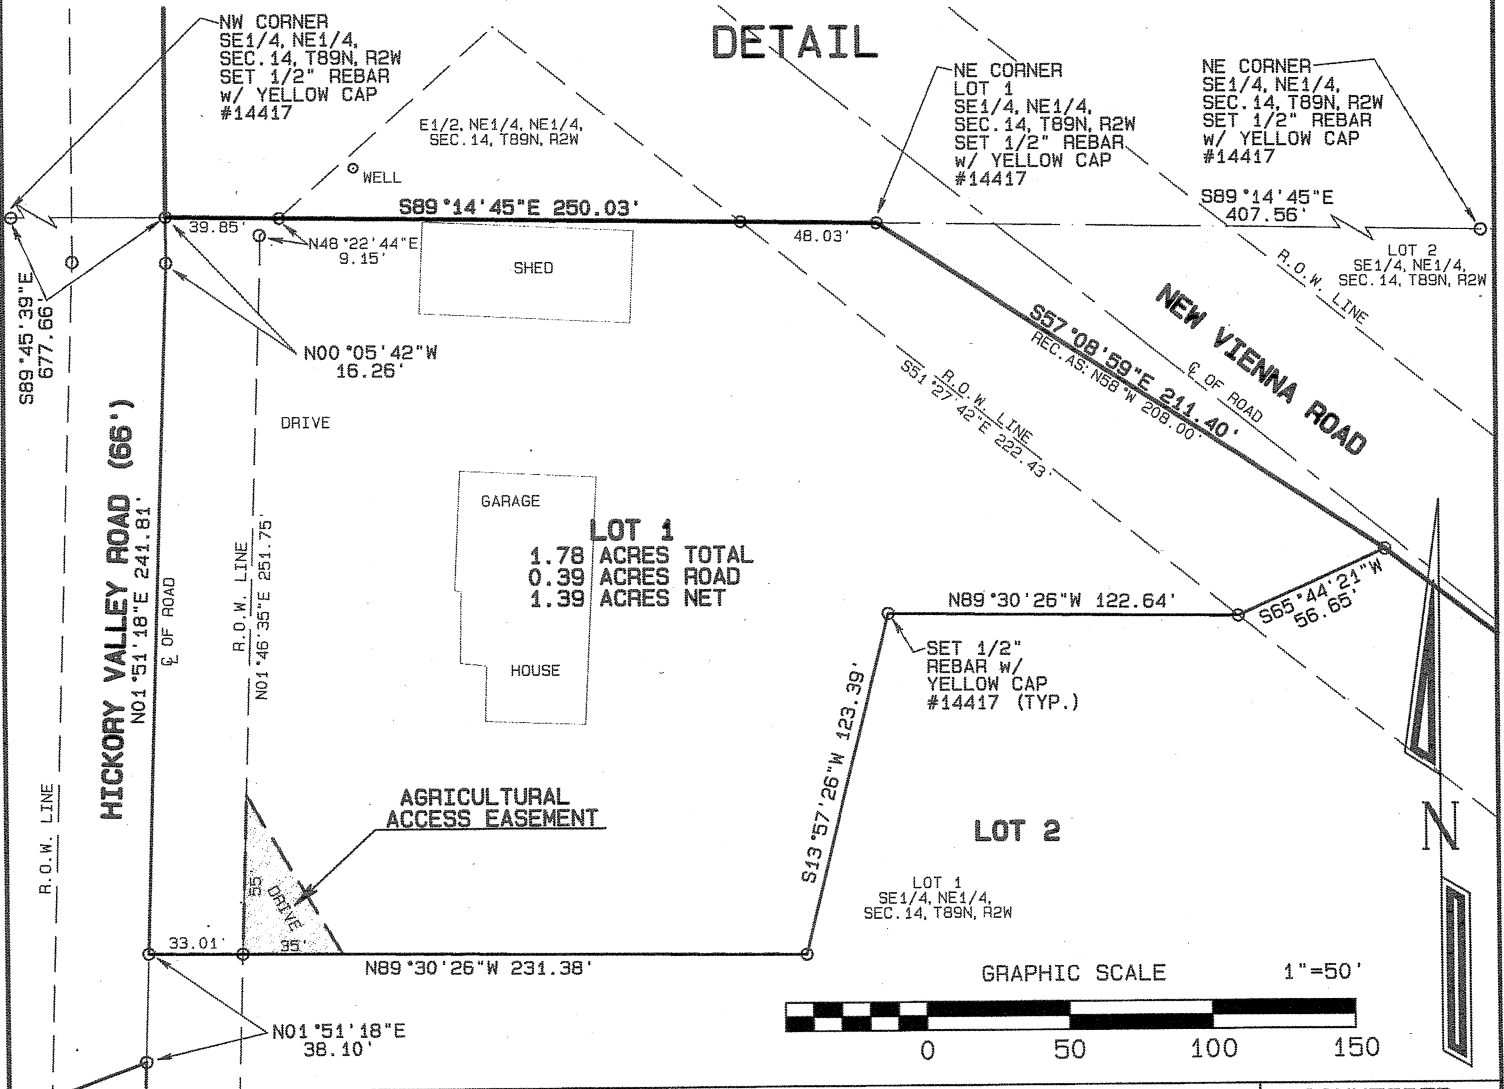 DETAIL
NW CORNER
SE1/4, NE1/4,
SEC. 14, T89N, R2W
SET 1/2" REBAR
w/ YELLOW CAP
#14417
E1/2, NE1/4, NE1/4,
SEC. 14, T89N, R2W
WELL
NE CORNER
LOT 1
SE1/4, NE1/4,
SEC. 14, T89N, R2W
SET 1/2" REBAR
w/ YELLOW CAP
#14417
NE CORNER
SE1/4, NE1/4,
SEC. 14, T89N, R2W
SET 1/2" REBAR
w/ YELLOW CAP
#14417
S89°14'45"E
407.56'
S89°14'45"E 250.03'
39.85'
48.03'
N48°22'44"E
9.15'
SHED
LOT 2
SE1/4, NE1/4,
SEC. 14, T89N, R2W
R.O.W. LINE
NEW VIENNA ROAD
℄ OF ROAD
S57°08'59"E 211.40'
REC. AS: N58°W 208.00'
R.O.W. LINE
S51°27'42"E 222.43'
S89°45'39"E
677.66'
N00°05'42"W
16.26'
DRIVE
HICKORY VALLEY ROAD (66')
N01°51'18"E 241.81'
℄ OF ROAD
R.O.W. LINE
N01°46'35"E 251.75'
GARAGE
LOT 1
1.78 ACRES TOTAL
0.39 ACRES ROAD
1.39 ACRES NET
HOUSE
N89°30'26"W 122.64'
S65°44'21"W
56.65'
SET 1/2"
REBAR w/
YELLOW CAP
#14417 (TYP.)
S13°57'26"W 123.39'
R.O.W. LINE
AGRICULTURAL
ACCESS EASEMENT
LOT 2
LOT 1
SE1/4, NE1/4,
SEC. 14, T89N, R2W
N
55'
DRIVE
35'
33.01'
N89°30'26"W 231.38'
N01°51'18"E
38.10'
GRAPHIC SCALE 1"=50'
0 50 100 150